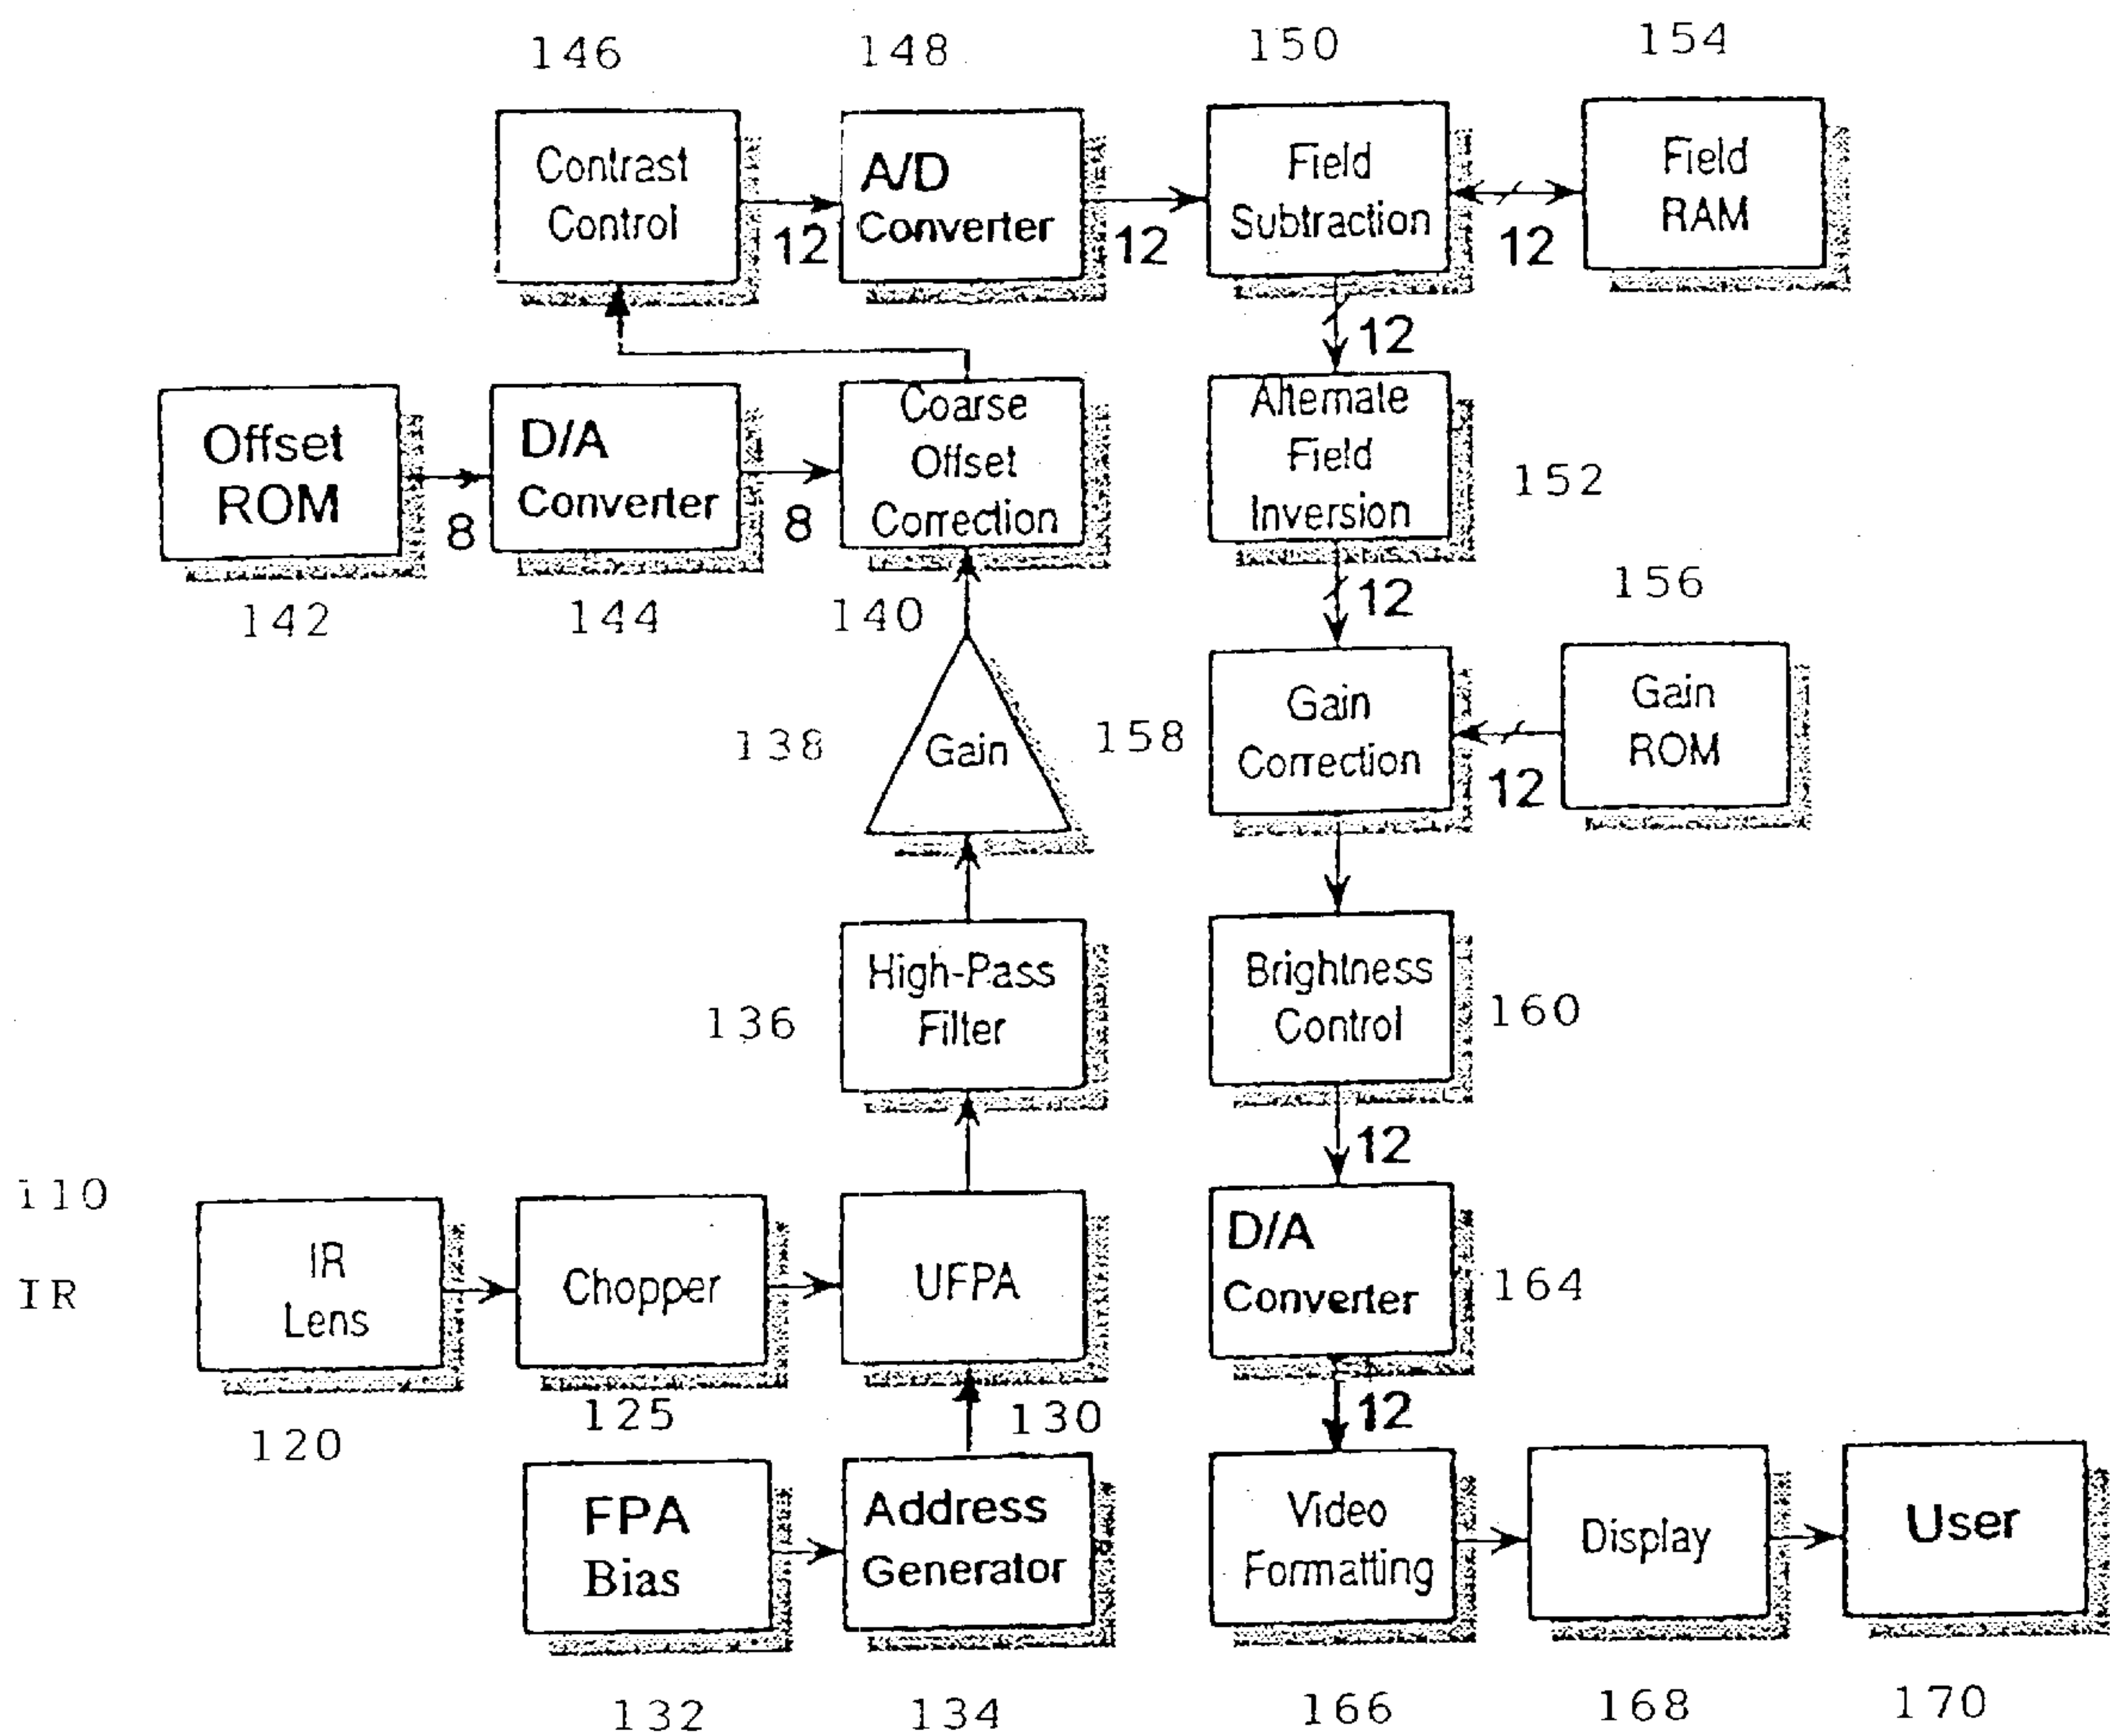 146
148
150
154
Contrast
Control
12
A/D
Converter
12
Field
Subtraction
12
Field
RAM
12
Offset
ROM
8
D/A
Converter
8
Coarse
Offset
Correction
Alternate
Field
Inversion
152
142
144
140
12
156
138
Gain
158
Gain
Correction
12
Gain
ROM
136
High-Pass
Filter
Brightness
Control
160
12
110
IR
IR
Lens
Chopper
UFPA
D/A
Converter
164
120
125
130
12
FPA
Bias
Address
Generator
Video
Formatting
Display
User
132
134
166
168
170